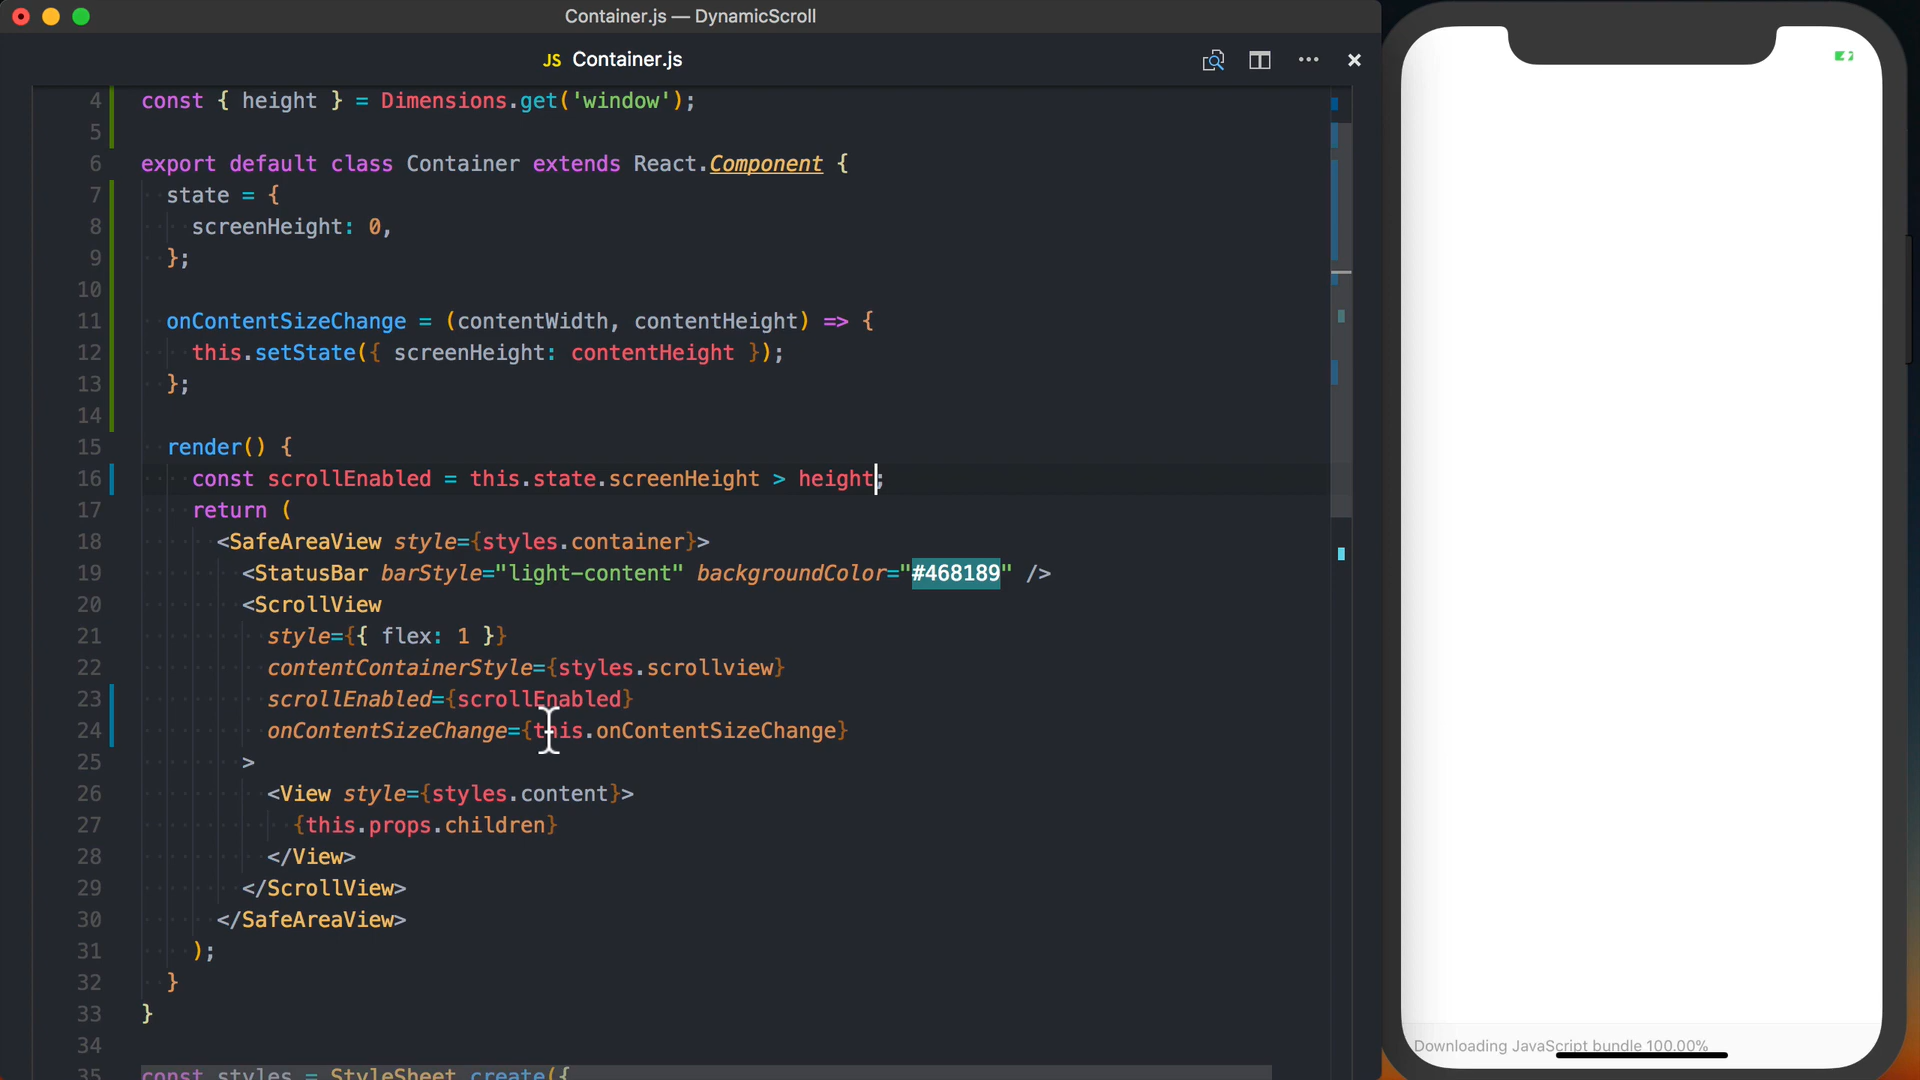 Container.js — DynamicScroll
JS Container.js
4 const { height } = Dimensions.get('window');
5
6 export default class Container extends React.Component {
7 state = {
8 screenHeight: 0,
9 };
10
11 onContentSizeChange = (contentWidth, contentHeight) => {
12 this.setState({ screenHeight: contentHeight });
13 };
14
15 render() {
16 const scrollEnabled = this.state.screenHeight > height;
17 return (
18 <SafeAreaView style={styles.container}>
19 <StatusBar barStyle="light-content" backgroundColor="#468189" />
20 <ScrollView
21 style={{ flex: 1 }}
22 contentContainerStyle={styles.scrollview}
23 scrollEnabled={scrollEnabled}
24 onContentSizeChange={this.onContentSizeChange}
25 >
26 <View style={styles.content}>
27 {this.props.children}
28 </View>
29 </ScrollView>
30 </SafeAreaView>
31 );
32 }
33 }
34
35 const styles = StyleSheet.create({
Downloading JavaScript bundle 100.00%